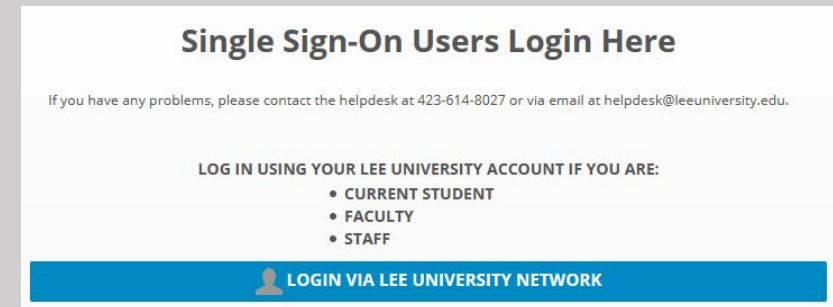 Single Sign-On Users Login Here
If you have any problems, please contact the helpdesk at 423-614-8027 or via email at helpdesk@leeuniversity.edu.
LOG IN USING YOUR LEE UNIVERSITY ACCOUNT IF YOU ARE:
• CURRENT STUDENT
• FACULTY
• STAFF
LOGIN VIA LEE UNIVERSITY NETWORK